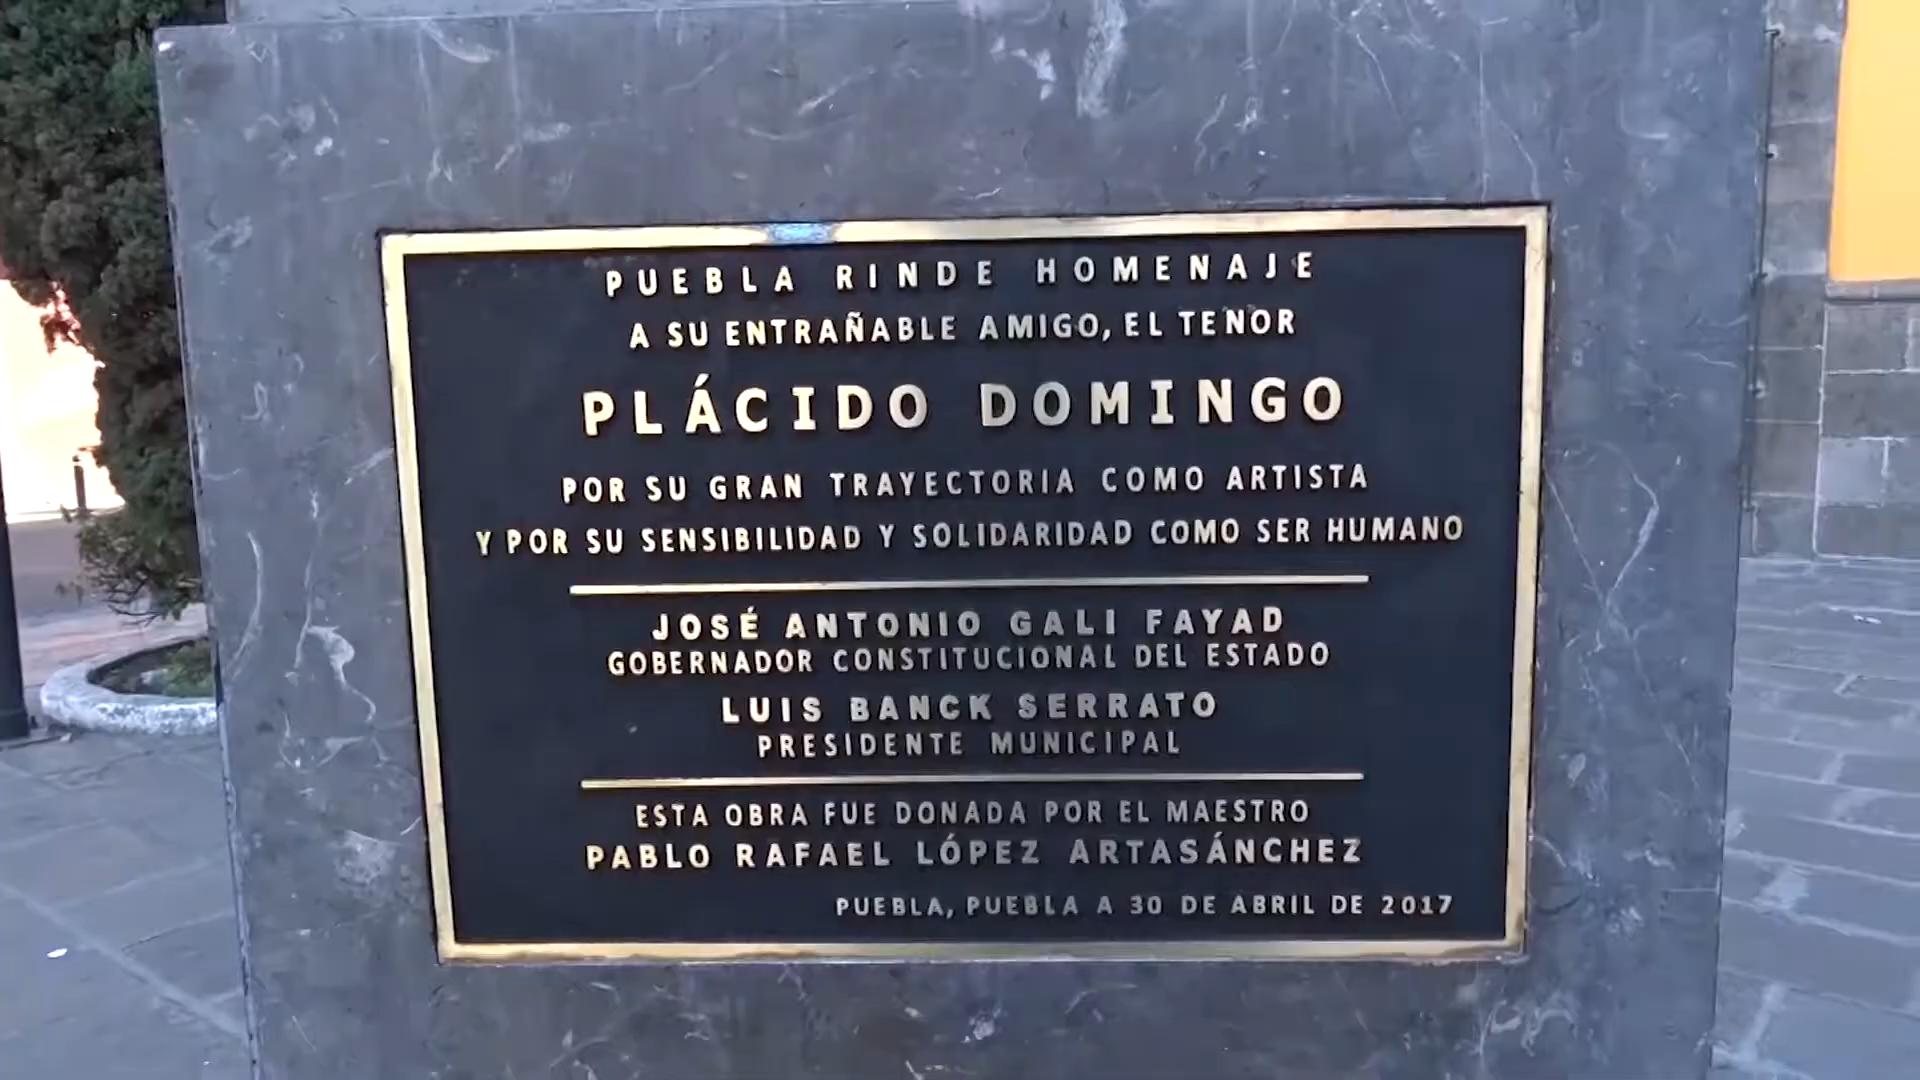 PUEBLA RINDE HOMENAJE
A SU ENTRAÑABLE AMIGO, EL TENOR
PLÁCIDO DOMINGO
POR SU GRAN TRAYECTORIA COMO ARTISTA
Y POR SU SENSIBILIDAD Y SOLIDARIDAD COMO SER HUMANO
JOSÉ ANTONIO GALI FAYAD
GOBERNADOR CONSTITUCIONAL DEL ESTADO
LUIS BANCK SERRATO
PRESIDENTE MUNICIPAL
ESTA OBRA FUE DONADA POR EL MAESTRO
PABLO RAFAEL LÓPEZ ARTASÁNCHEZ
PUEBLA, PUEBLA A 30 DE ABRIL DE 2017